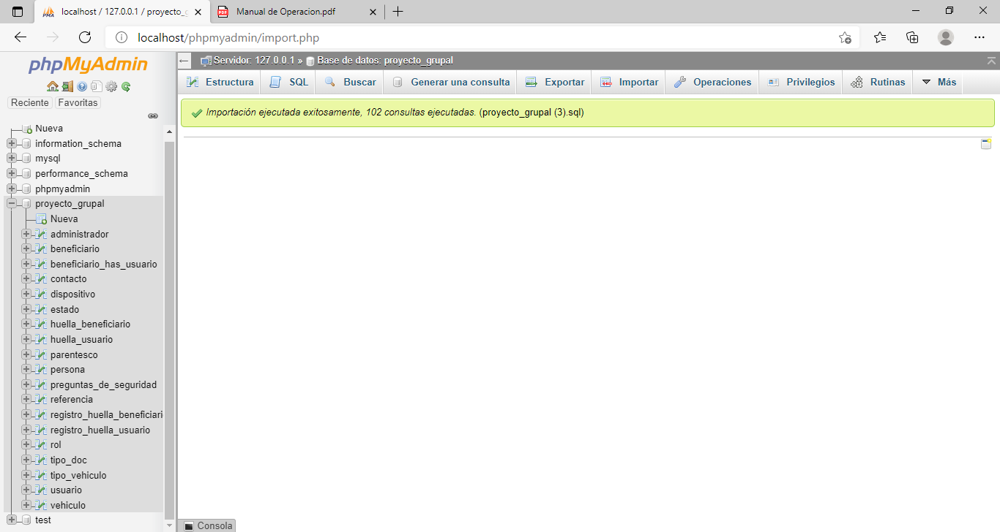 localhost / 127.0.0.1 / proyecto_g
Manual de Operacion.pdf
localhost/phpmyadmin/import.php
phpMyAdmin
Reciente
Favoritas
Nueva
information_schema
mysql
performance_schema
phpmyadmin
proyecto_grupal
Nueva
administrador
beneficiario
beneficiario_has_usuario
contacto
dispositivo
estado
huella_beneficiario
huella_usuario
parentesco
persona
preguntas_de_seguridad
referencia
registro_huella_beneficiari
registro_huella_usuario
rol
tipo_doc
tipo_vehiculo
usuario
vehiculo
test
Servidor: 127.0.0.1 » Base de datos: proyecto_grupal
Estructura SQL Buscar Generar una consulta Exportar Importar Operaciones Privilegios Rutinas Más
Importación ejecutada exitosamente, 102 consultas ejecutadas. (proyecto_grupal (3).sql)
Consola